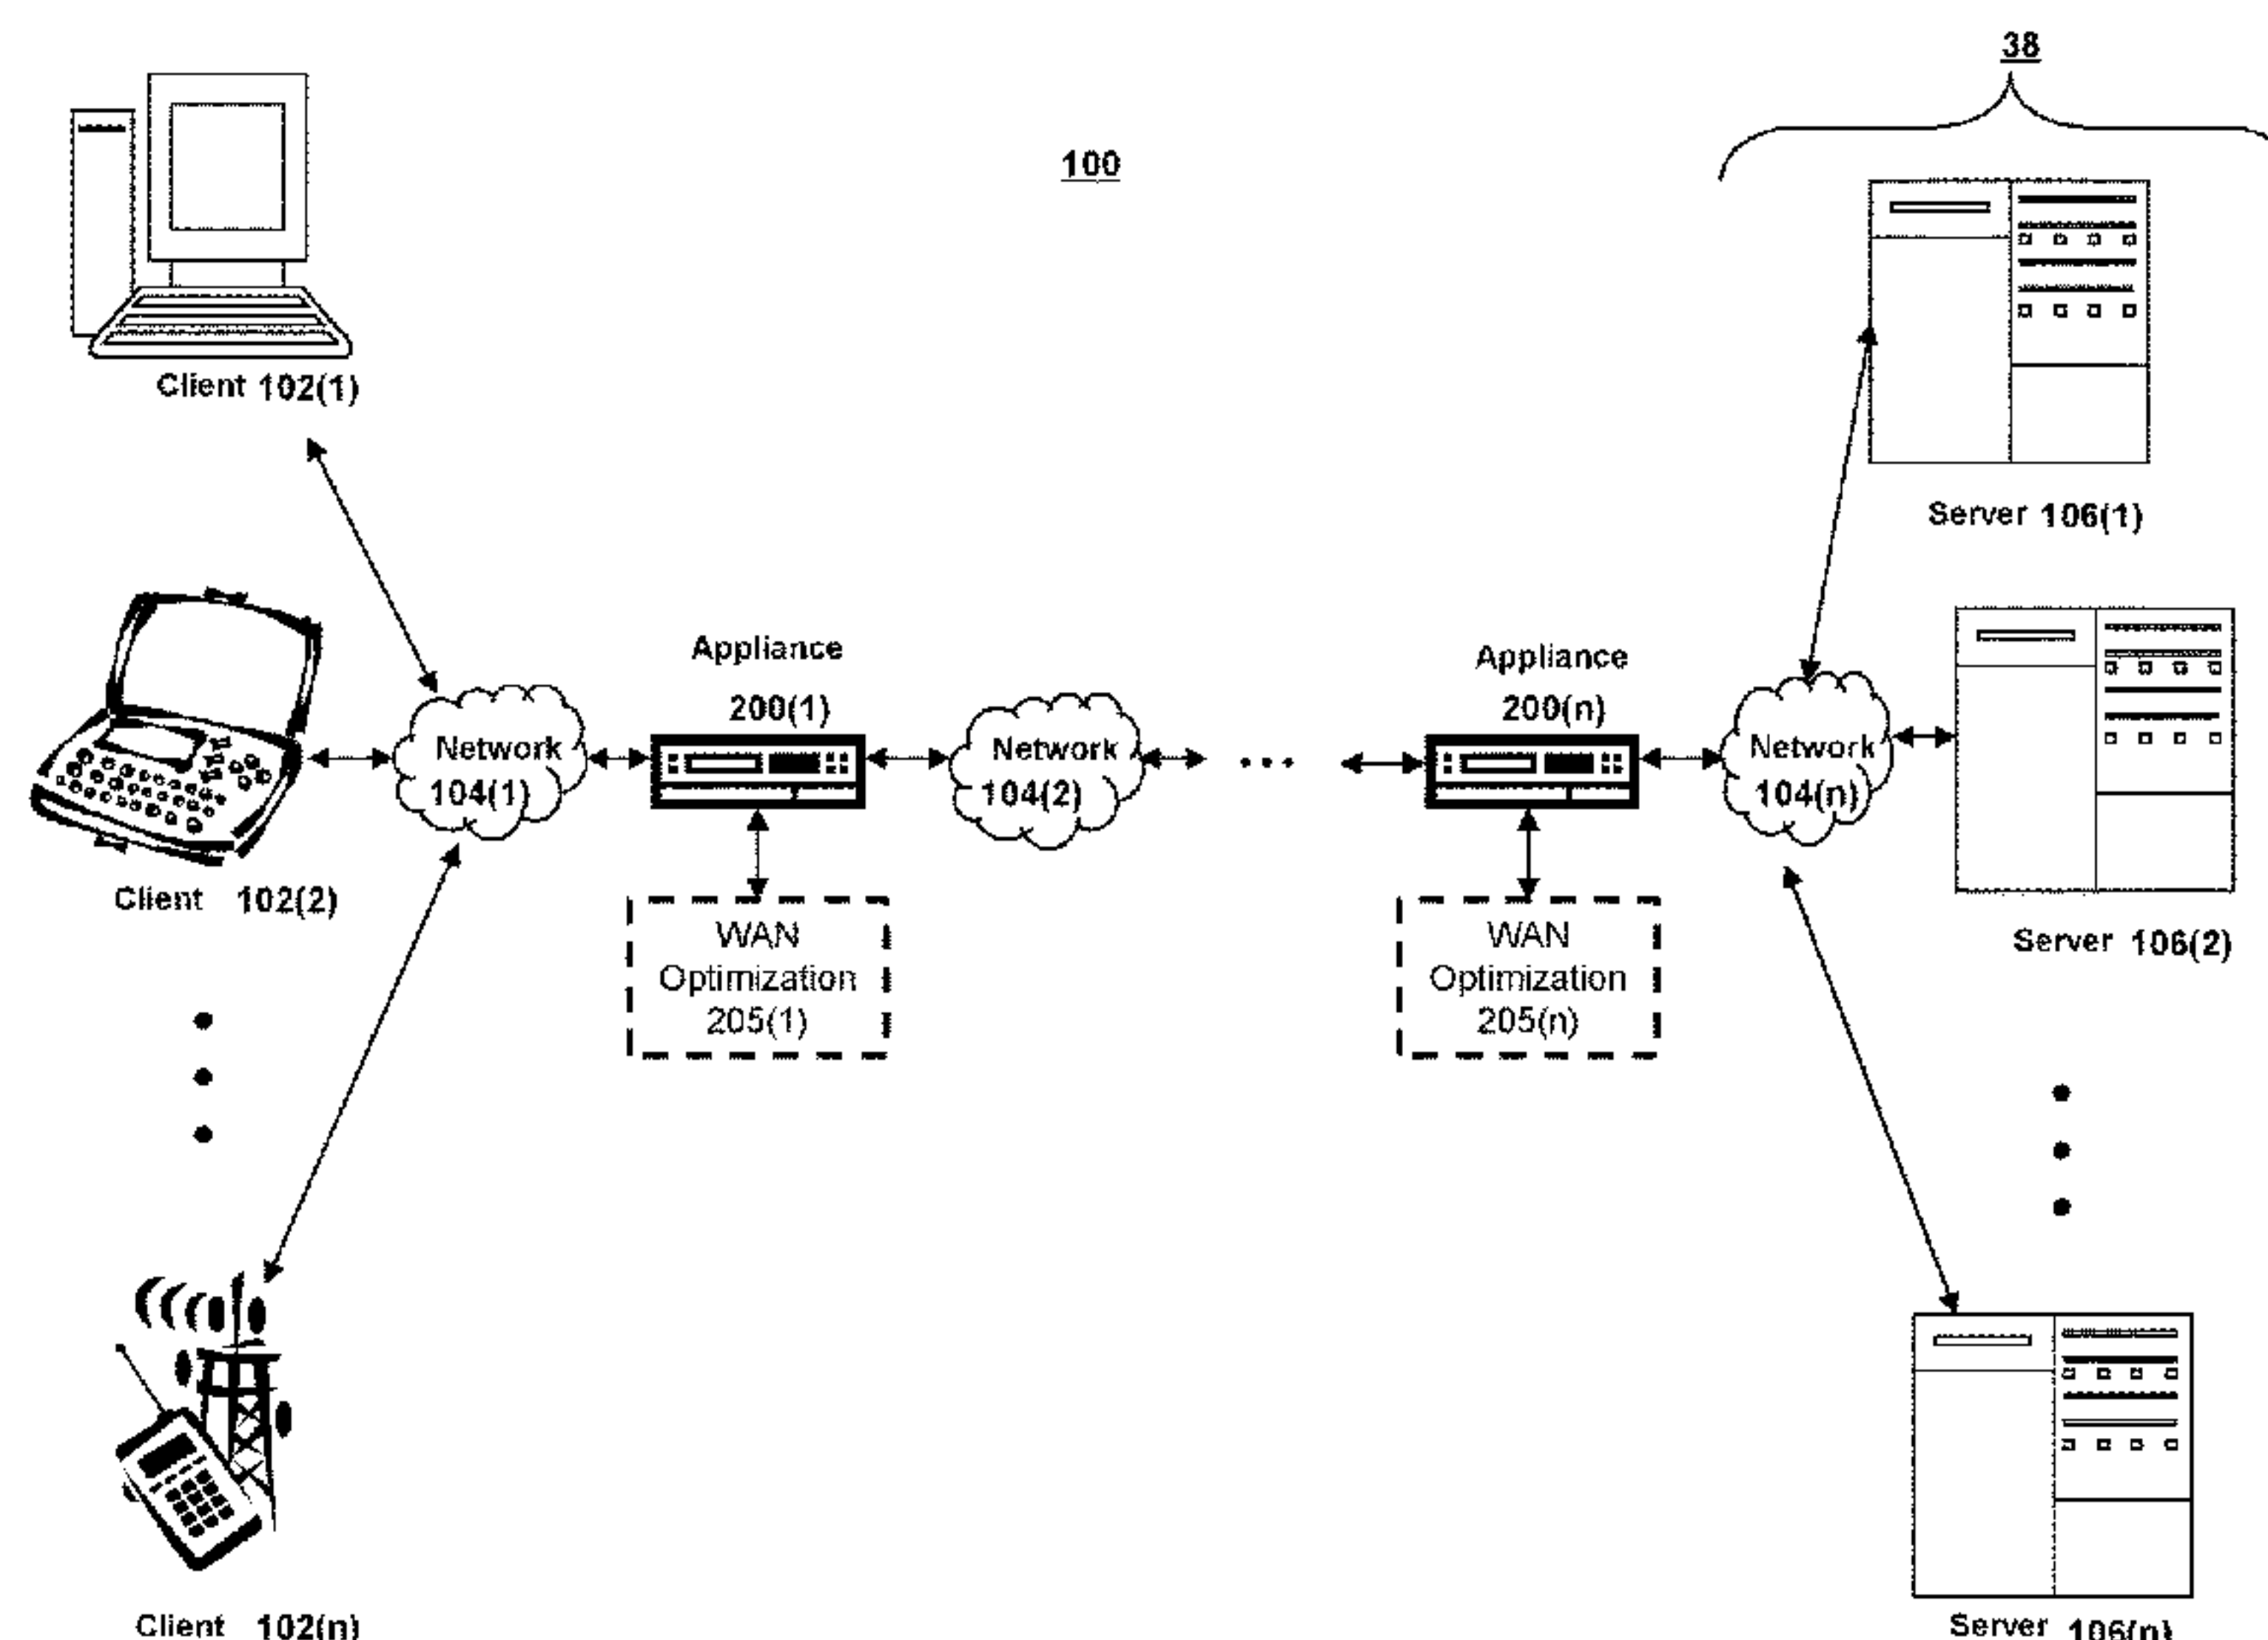 38
100
Client 102(1)
Server 106(1)
Appliance
200(1)
Appliance
200(n)
Network
104(1)
Network
104(2)
...
Network
104(n)
Client 102(2)
WAN
Optimization
205(1)
WAN
Optimization
205(n)
Server 106(2)
Client 102(n)
Server 106(n)